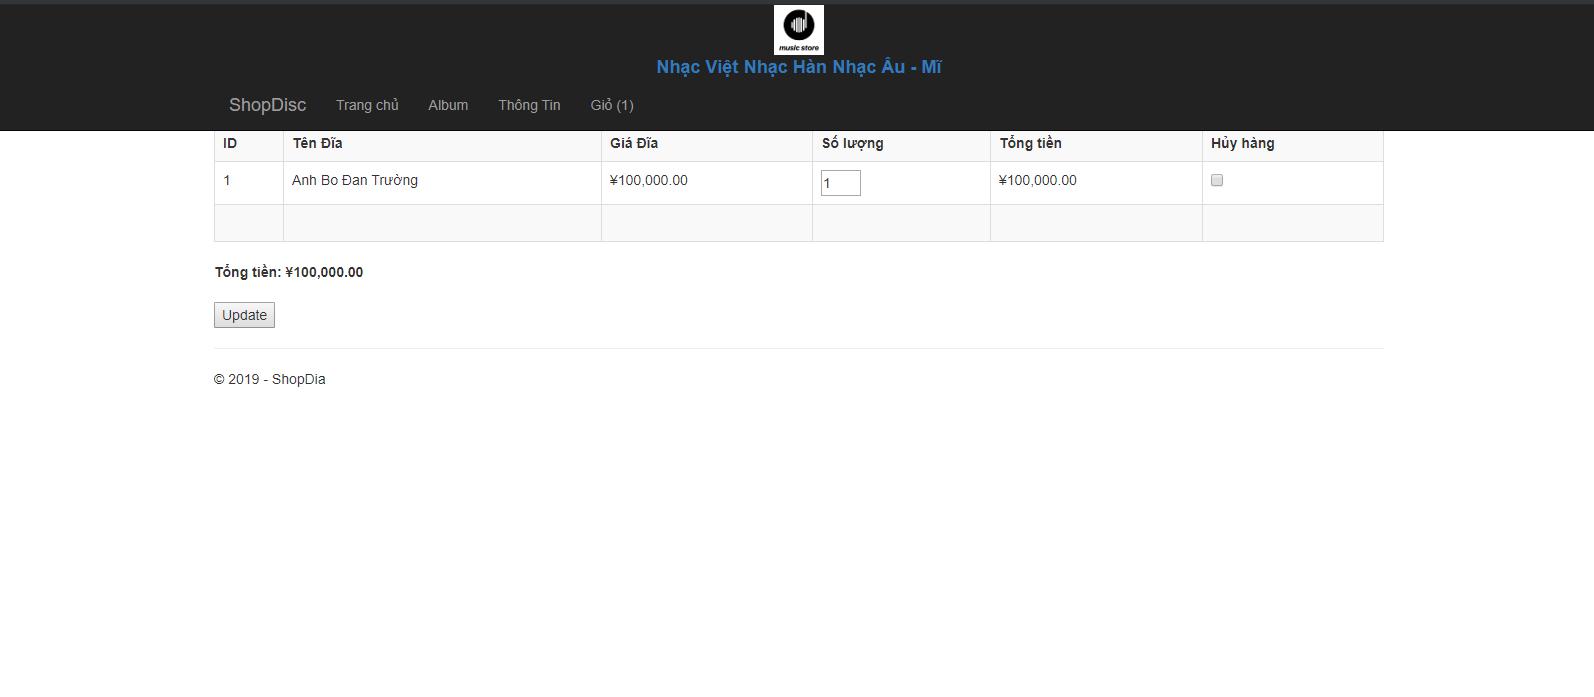 music store
Nhạc Việt Nhạc Hàn Nhạc Âu - Mĩ
ShopDisc Trang chủ Album Thông Tin Giỏ (1)
ID Tên Đĩa Giá Đĩa Số lượng Tổng tiền Hủy hàng
1 Anh Bo Đan Trường ¥100,000.00 1 ¥100,000.00
Tổng tiền: ¥100,000.00
Update
© 2019 - ShopDia